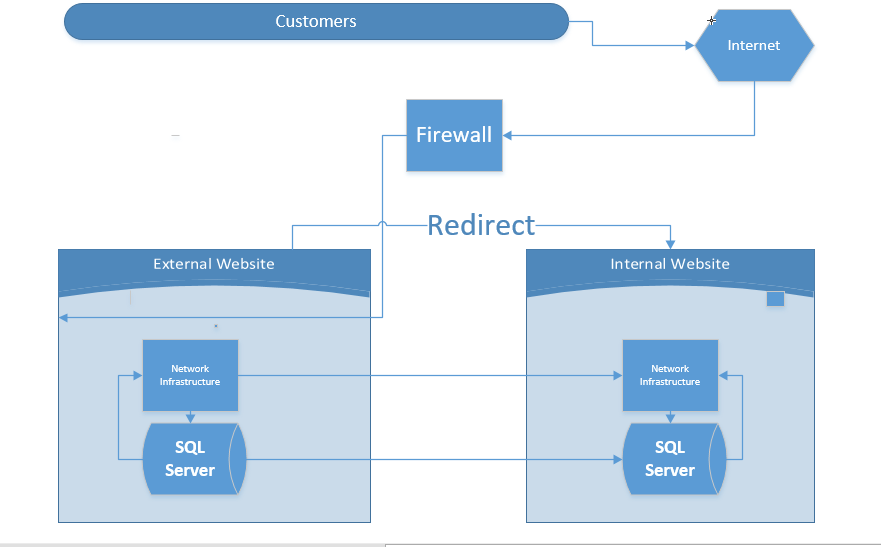 Customers
Internet
Firewall
Redirect
External Website
Internal Website
Network
Infrastructure
Network
Infrastructure
SQL
Server
SQL
Server